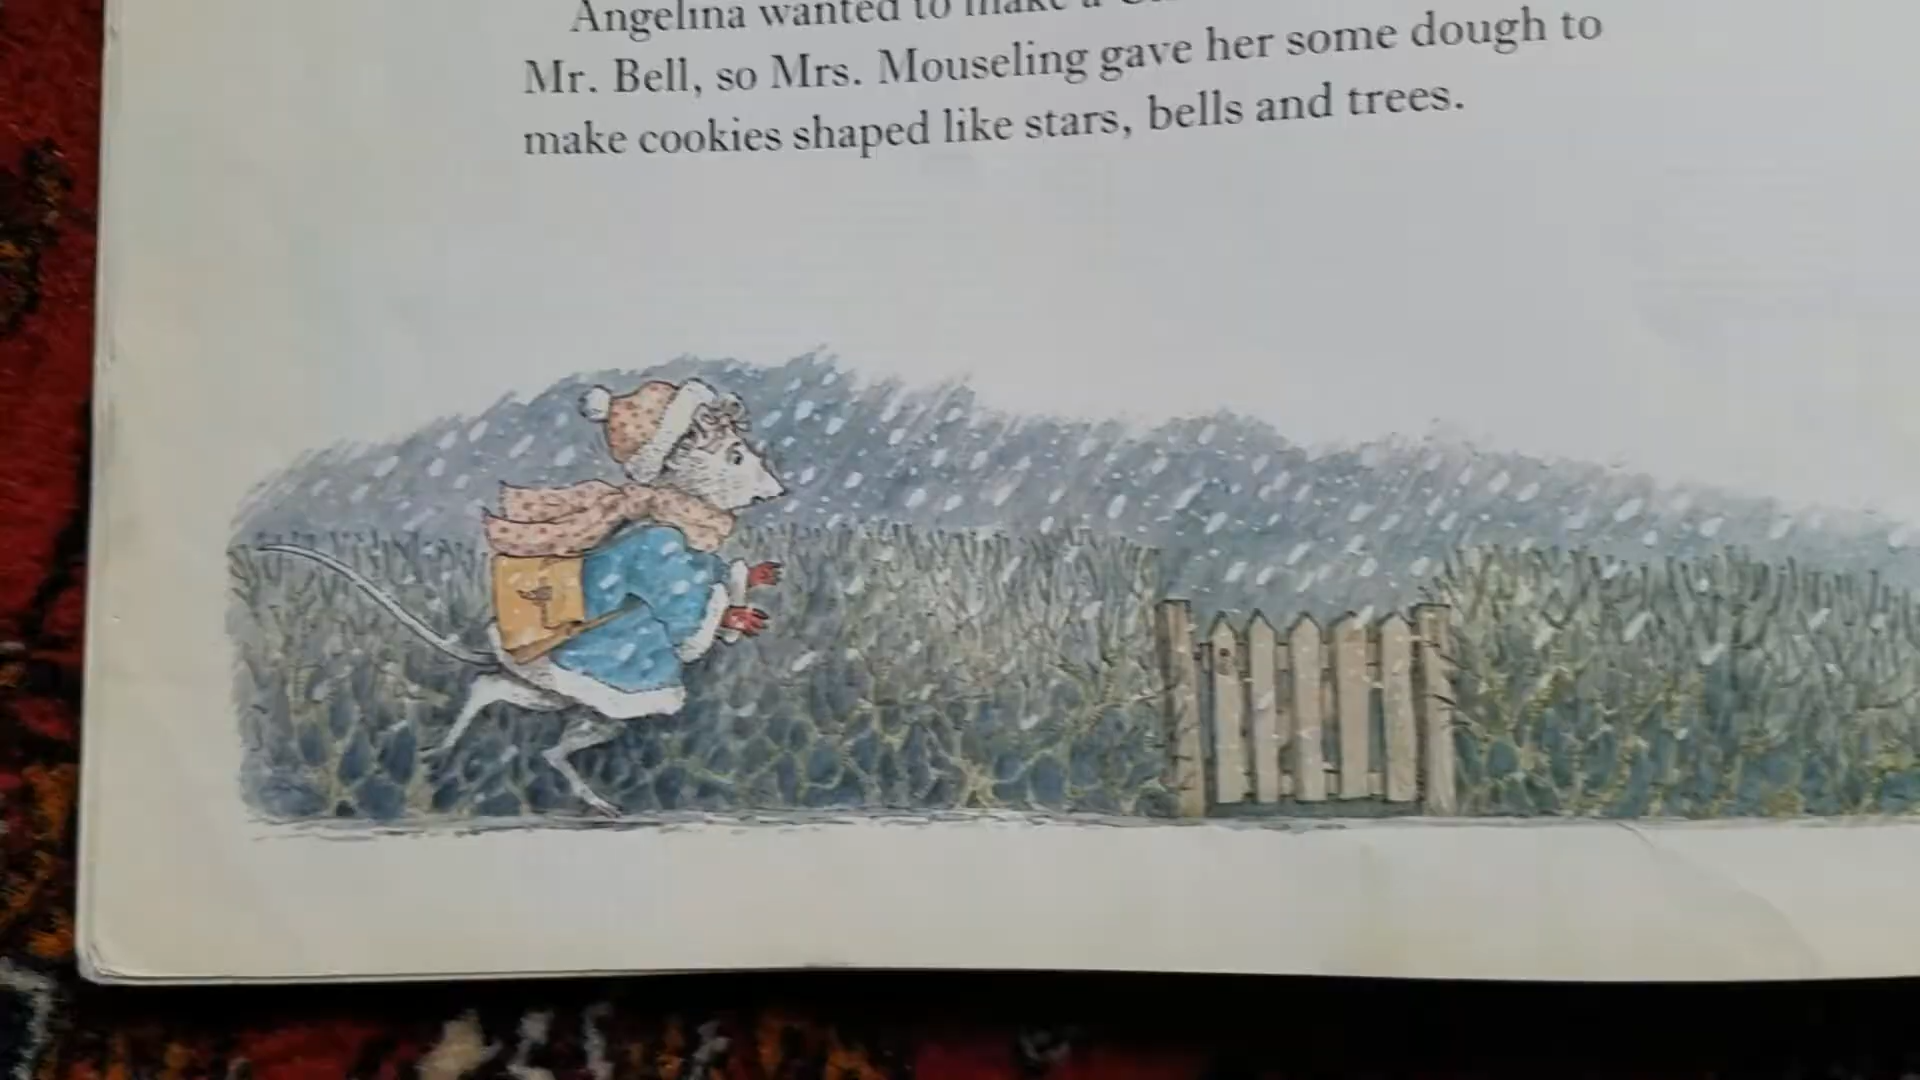 Angelina wanted to make a
Mr. Bell, so Mrs. Mouseling gave her some dough to
make cookies shaped like stars, bells and trees.